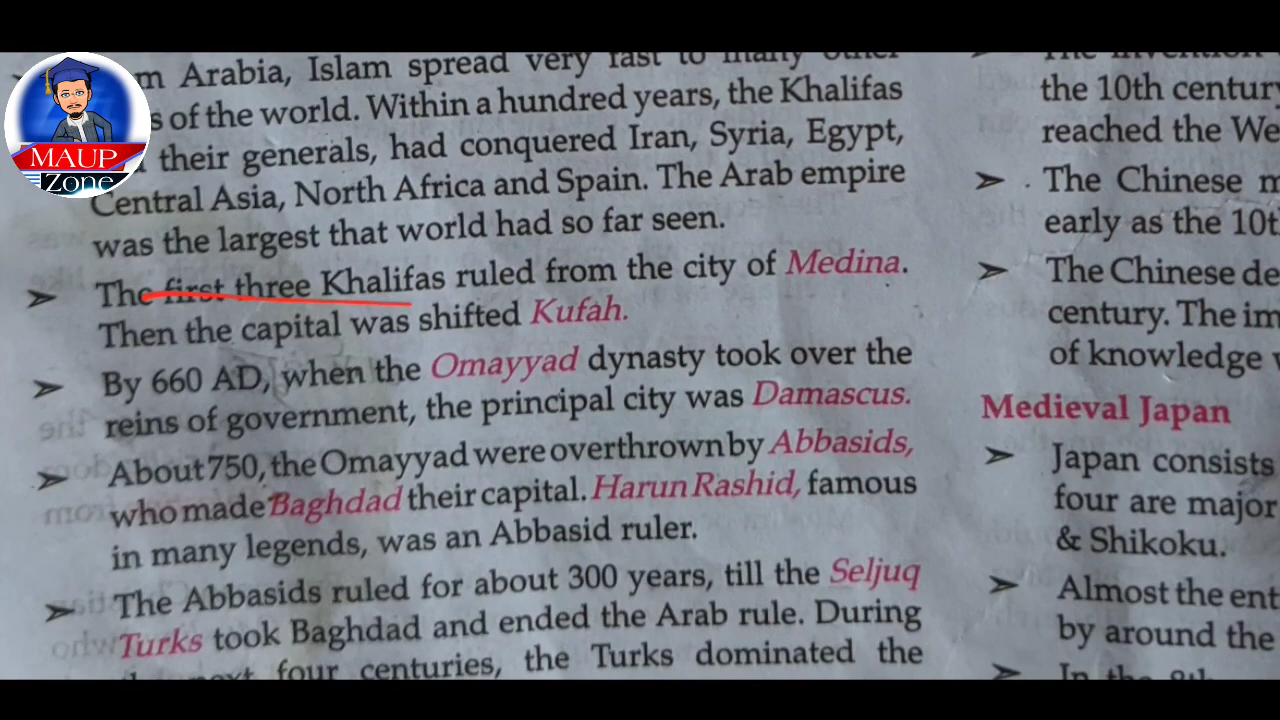 MAUP
Zone
m Arabia, Islam spread very fast to many other
s of the world. Within a hundred years, the Khalifas
their generals, had conquered Iran, Syria, Egypt,
Central Asia, North Africa and Spain. The Arab empire
was the largest that world had so far seen.
➢ The first three Khalifas ruled from the city of Medina.
Then the capital was shifted Kufah.
➢ By 660 AD, when the Omayyad dynasty took over the
reins of government, the principal city was Damascus.
➢ About 750, the Omayyad were overthrown by Abbasids,
who made Baghdad their capital. Harun Rashid, famous
in many legends, was an Abbasid ruler.
➢ The Abbasids ruled for about 300 years, till the Seljuq
Turks took Baghdad and ended the Arab rule. During
next four centuries, the Turks dominated the
➢ The invention
the 10th century
reached the We
➢ The Chinese m
early as the 10t
➢ The Chinese de
century. The im
of knowledge
Medieval Japan
➢ Japan consists
four are major
& Shikoku.
➢ Almost the ent
by around the
➢ In the 8th